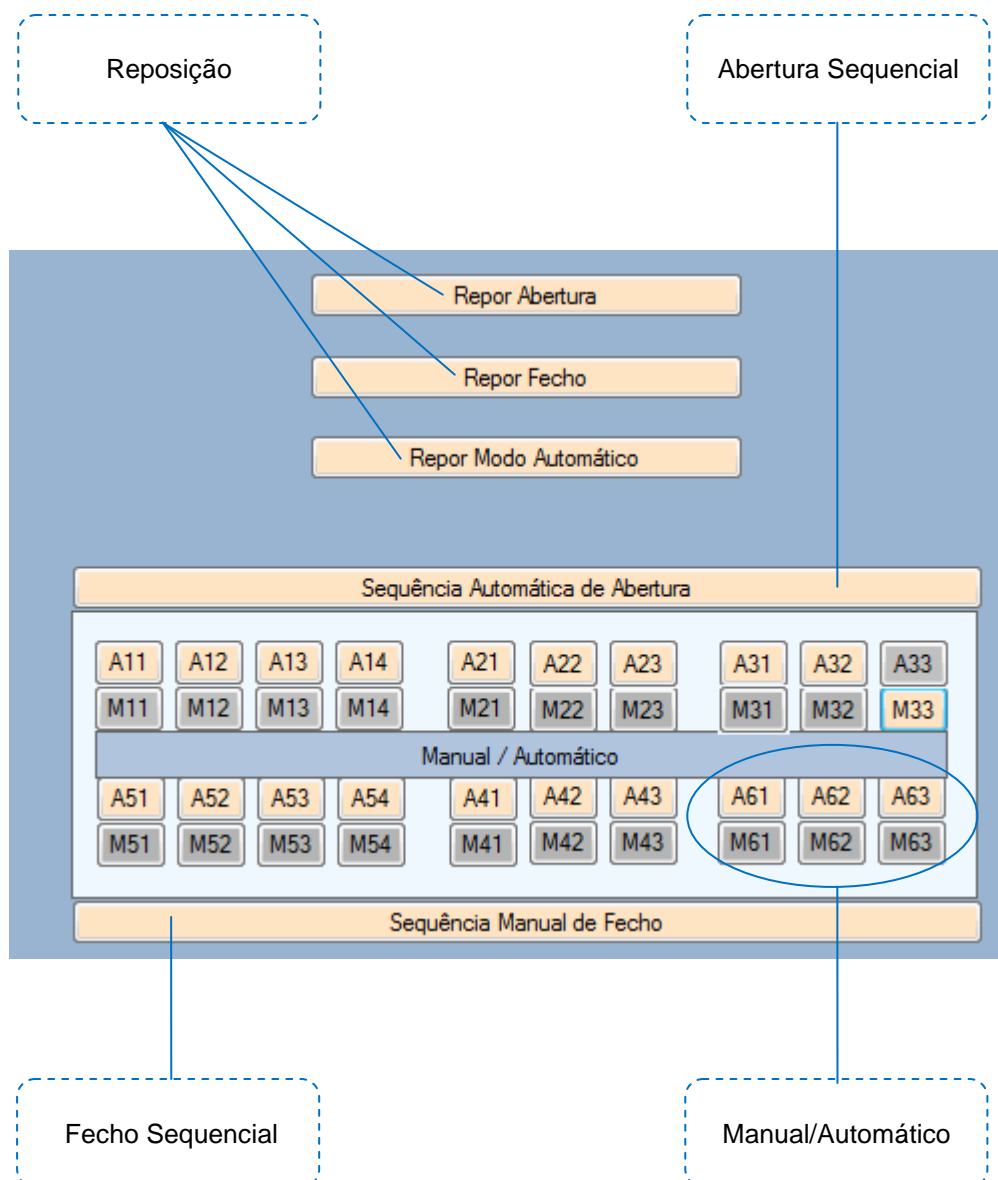 Reposição
Abertura Sequencial
Repor Abertura
Repor Fecho
Repor Modo Automático
Sequência Automática de Abertura
A11 A12 A13 A14 A21 A22 A23 A31 A32 A33
M11 M12 M13 M14 M21 M22 M23 M31 M32 M33
Manual / Automático
A51 A52 A53 A54 A41 A42 A43 A61 A62 A63
M51 M52 M53 M54 M41 M42 M43 M61 M62 M63
Sequência Manual de Fecho
Fecho Sequencial
Manual/Automático